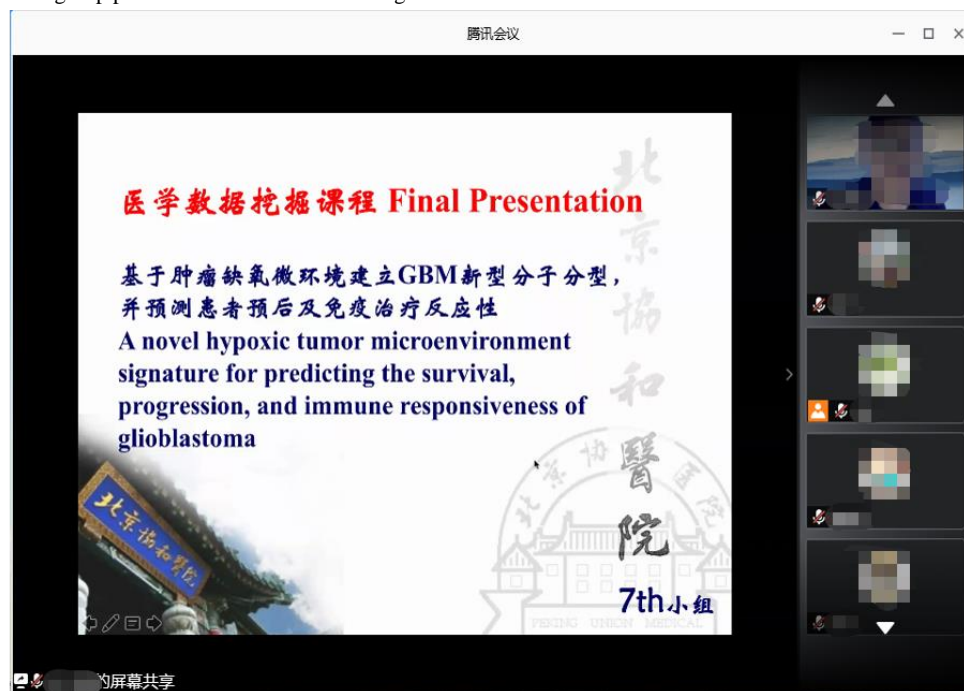 腾讯会议
医学数据挖掘课程 Final Presentation
基于肿瘤缺氧微环境建立GBM新型分子分型，
并预测患者预后及免疫治疗反应性
A novel hypoxic tumor microenvironment
signature for predicting the survival,
progression, and immune responsiveness of
glioblastoma
北京協和醫院
北京协和医院
7th小组
PEKING UNION MEDICAL
的屏幕共享